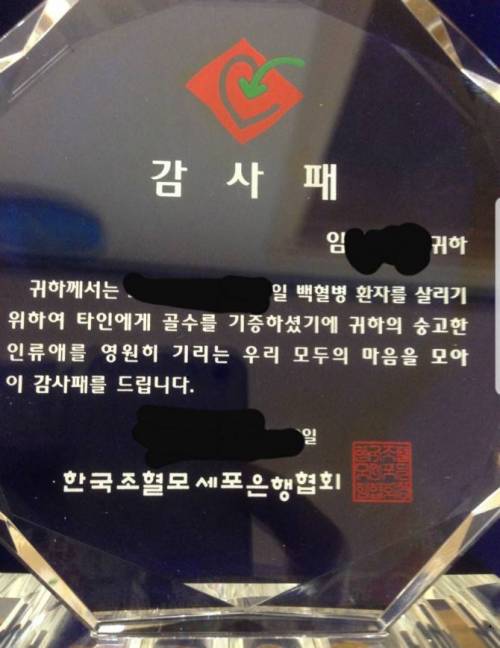 감사패
임 귀하
귀하께서는 일 백혈병 환자를 살리기
위하여 타인에게 골수를 기증하셨기에 귀하의 숭고한
인류애를 영원히 기리는 우리 모두의 마음을 모아
이 감사패를 드립니다.
일
한국조혈모세포은행협회